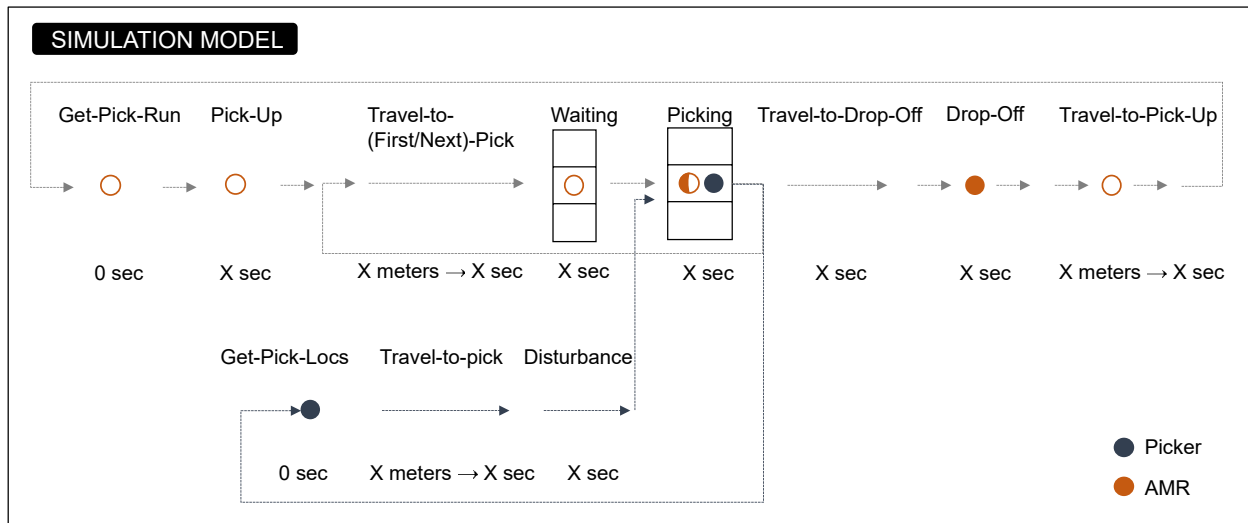 SIMULATION MODEL
Get-Pick-Run
Pick-Up
Travel-to-
(First/Next)-Pick
Waiting
Picking
Travel-to-Drop-Off
Drop-Off
Travel-to-Pick-Up
0 sec
X sec
X meters → X sec
X sec
X sec
X sec
X sec
X meters → X sec
Get-Pick-Locs
Travel-to-pick
Disturbance
0 sec
X meters → X sec
X sec
Picker
AMR